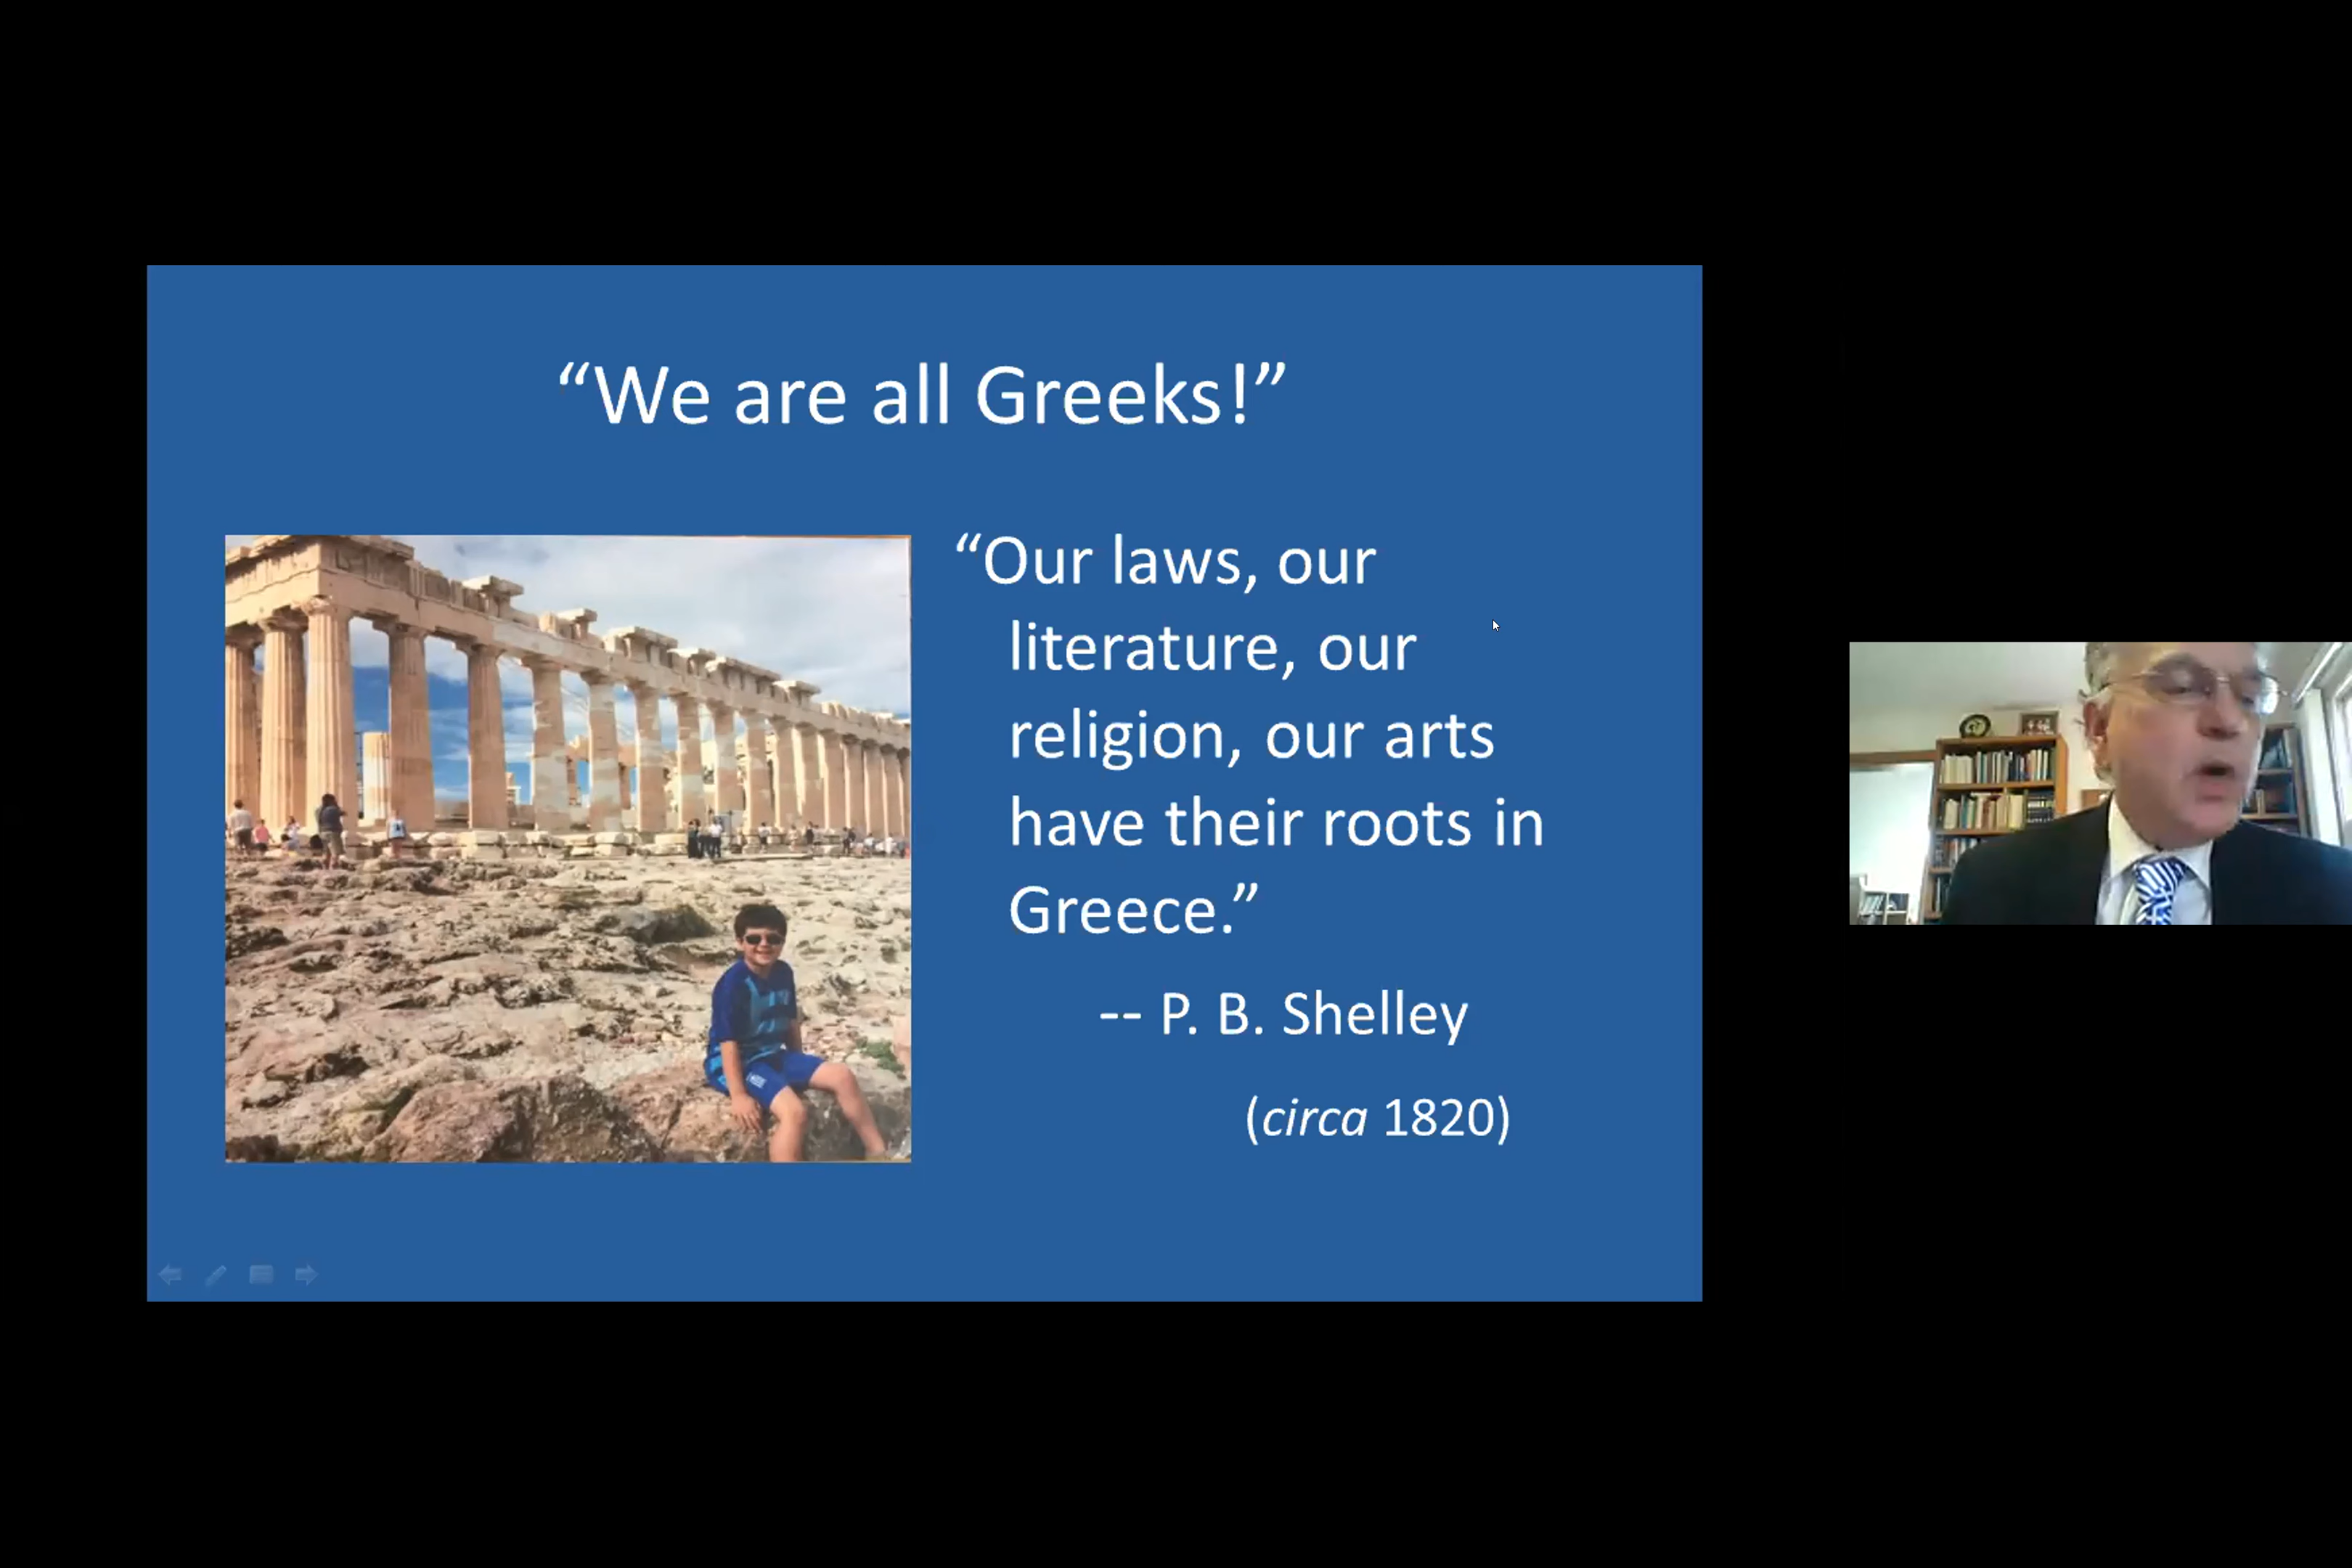 “We are all Greeks!”
“Our laws, our
literature, our
religion, our arts
have their roots in
Greece.”
-- P. B. Shelley
(circa 1820)